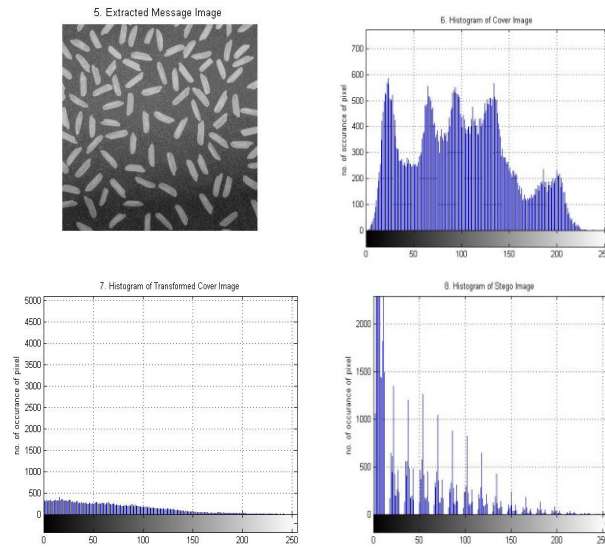 5. Extracted Message Image
6. Histogram of Cover Image
no. of occurance of pixel
700
600
500
400
300
200
100
0
0 50 100 150 200 250
7. Histogram of Transformed Cover Image
no. of occurance of pixel
5000
4500
4000
3500
3000
2500
2000
1500
1000
500
0
0 50 100 150 200 250
8. Histogram of Stego Image
no. of occurance of pixel
2000
1500
1000
500
0
0 50 100 150 200 250